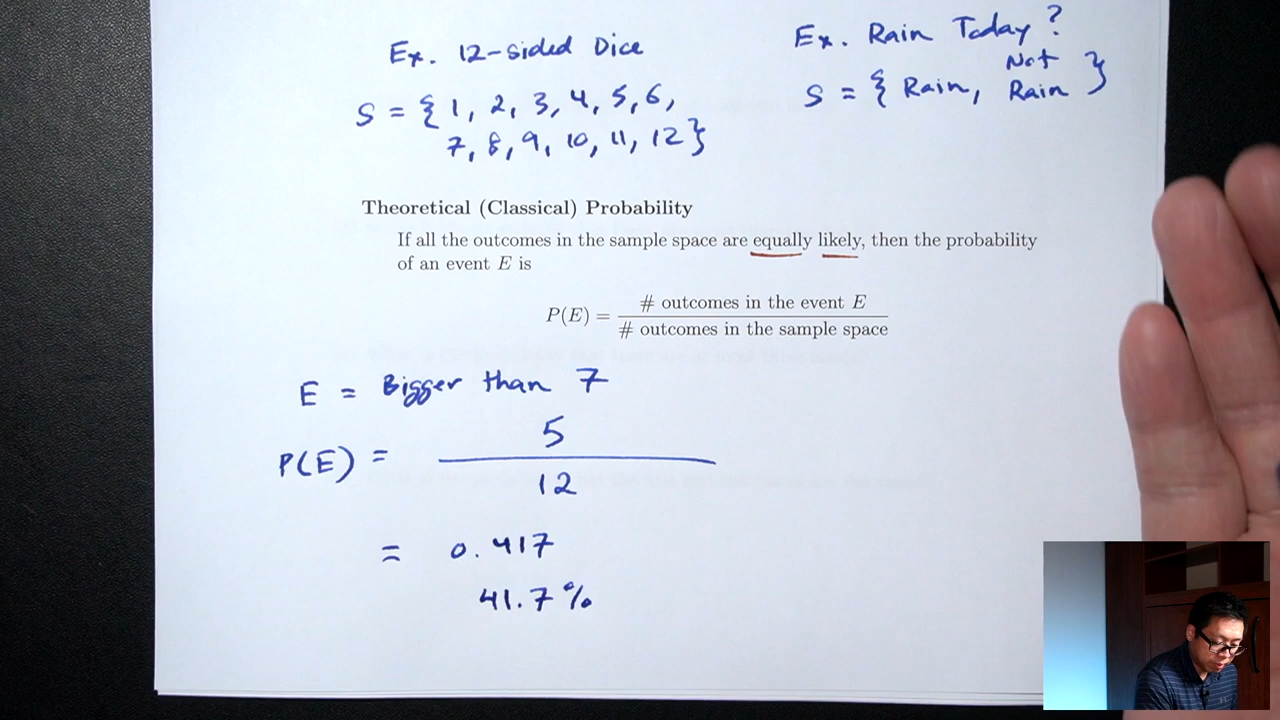 Ex. 12-sided Dice
S = { 1, 2, 3, 4, 5, 6,
7, 8, 9, 10, 11, 12 }
Ex. Rain Today ?
S = { Rain, Not Rain }
Theoretical (Classical) Probability
If all the outcomes in the sample space are equally likely, then the probability
of an event E is
P(E) = # outcomes in the event E
# outcomes in the sample space
E = Bigger than 7
P(E) = 5
12
= 0.417
41.7%